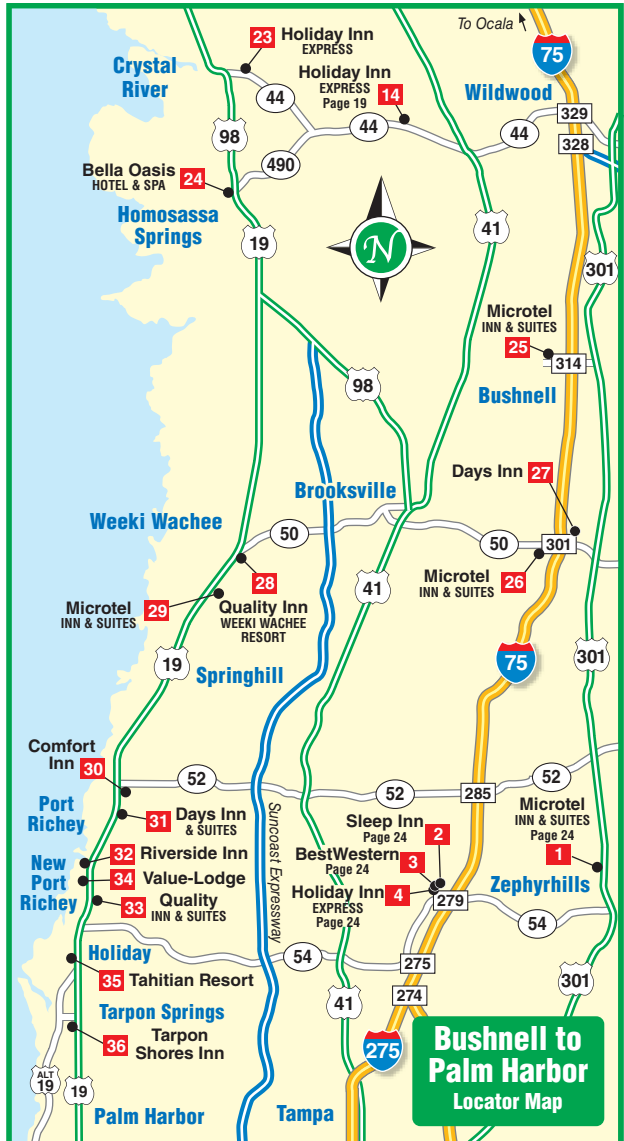 To Ocala
75
23 Holiday Inn
EXPRESS
Crystal
River
Holiday Inn
EXPRESS
Page 19
14
Wildwood
44
329
44
44
98
328
490
Bella Oasis
HOTEL & SPA
24
Homosassa
Springs
19
41
N
301
Microtel
INN & SUITES
25
314
98
Bushnell
Days Inn 27
Brooksville
Weeki Wachee
50
50
301
28
Quality Inn
WEEKI WACHEE
RESORT
Microtel
INN & SUITES
26
41
Microtel
INN & SUITES
29
19
Springhill
75
301
Comfort
Inn
30
52
52
52
285
Port
Richey
31 Days Inn
& SUITES
Suncoast Expressway
Sleep Inn
Page 24
2
Microtel
INN & SUITES
Page 24
1
32 Riverside Inn
BestWestern
Page 24
3
New
Port
Richey
34 Value-Lodge
Holiday Inn
EXPRESS
Page 24
4
Zephyrhills
33 Quality
INN & SUITES
279
54
Holiday
54
275
35 Tahitian Resort
301
274
41
Tarpon Springs
36 Tarpon
Shores Inn
275
ALT
19
19
Palm Harbor
Tampa
Bushnell to
Palm Harbor
Locator Map